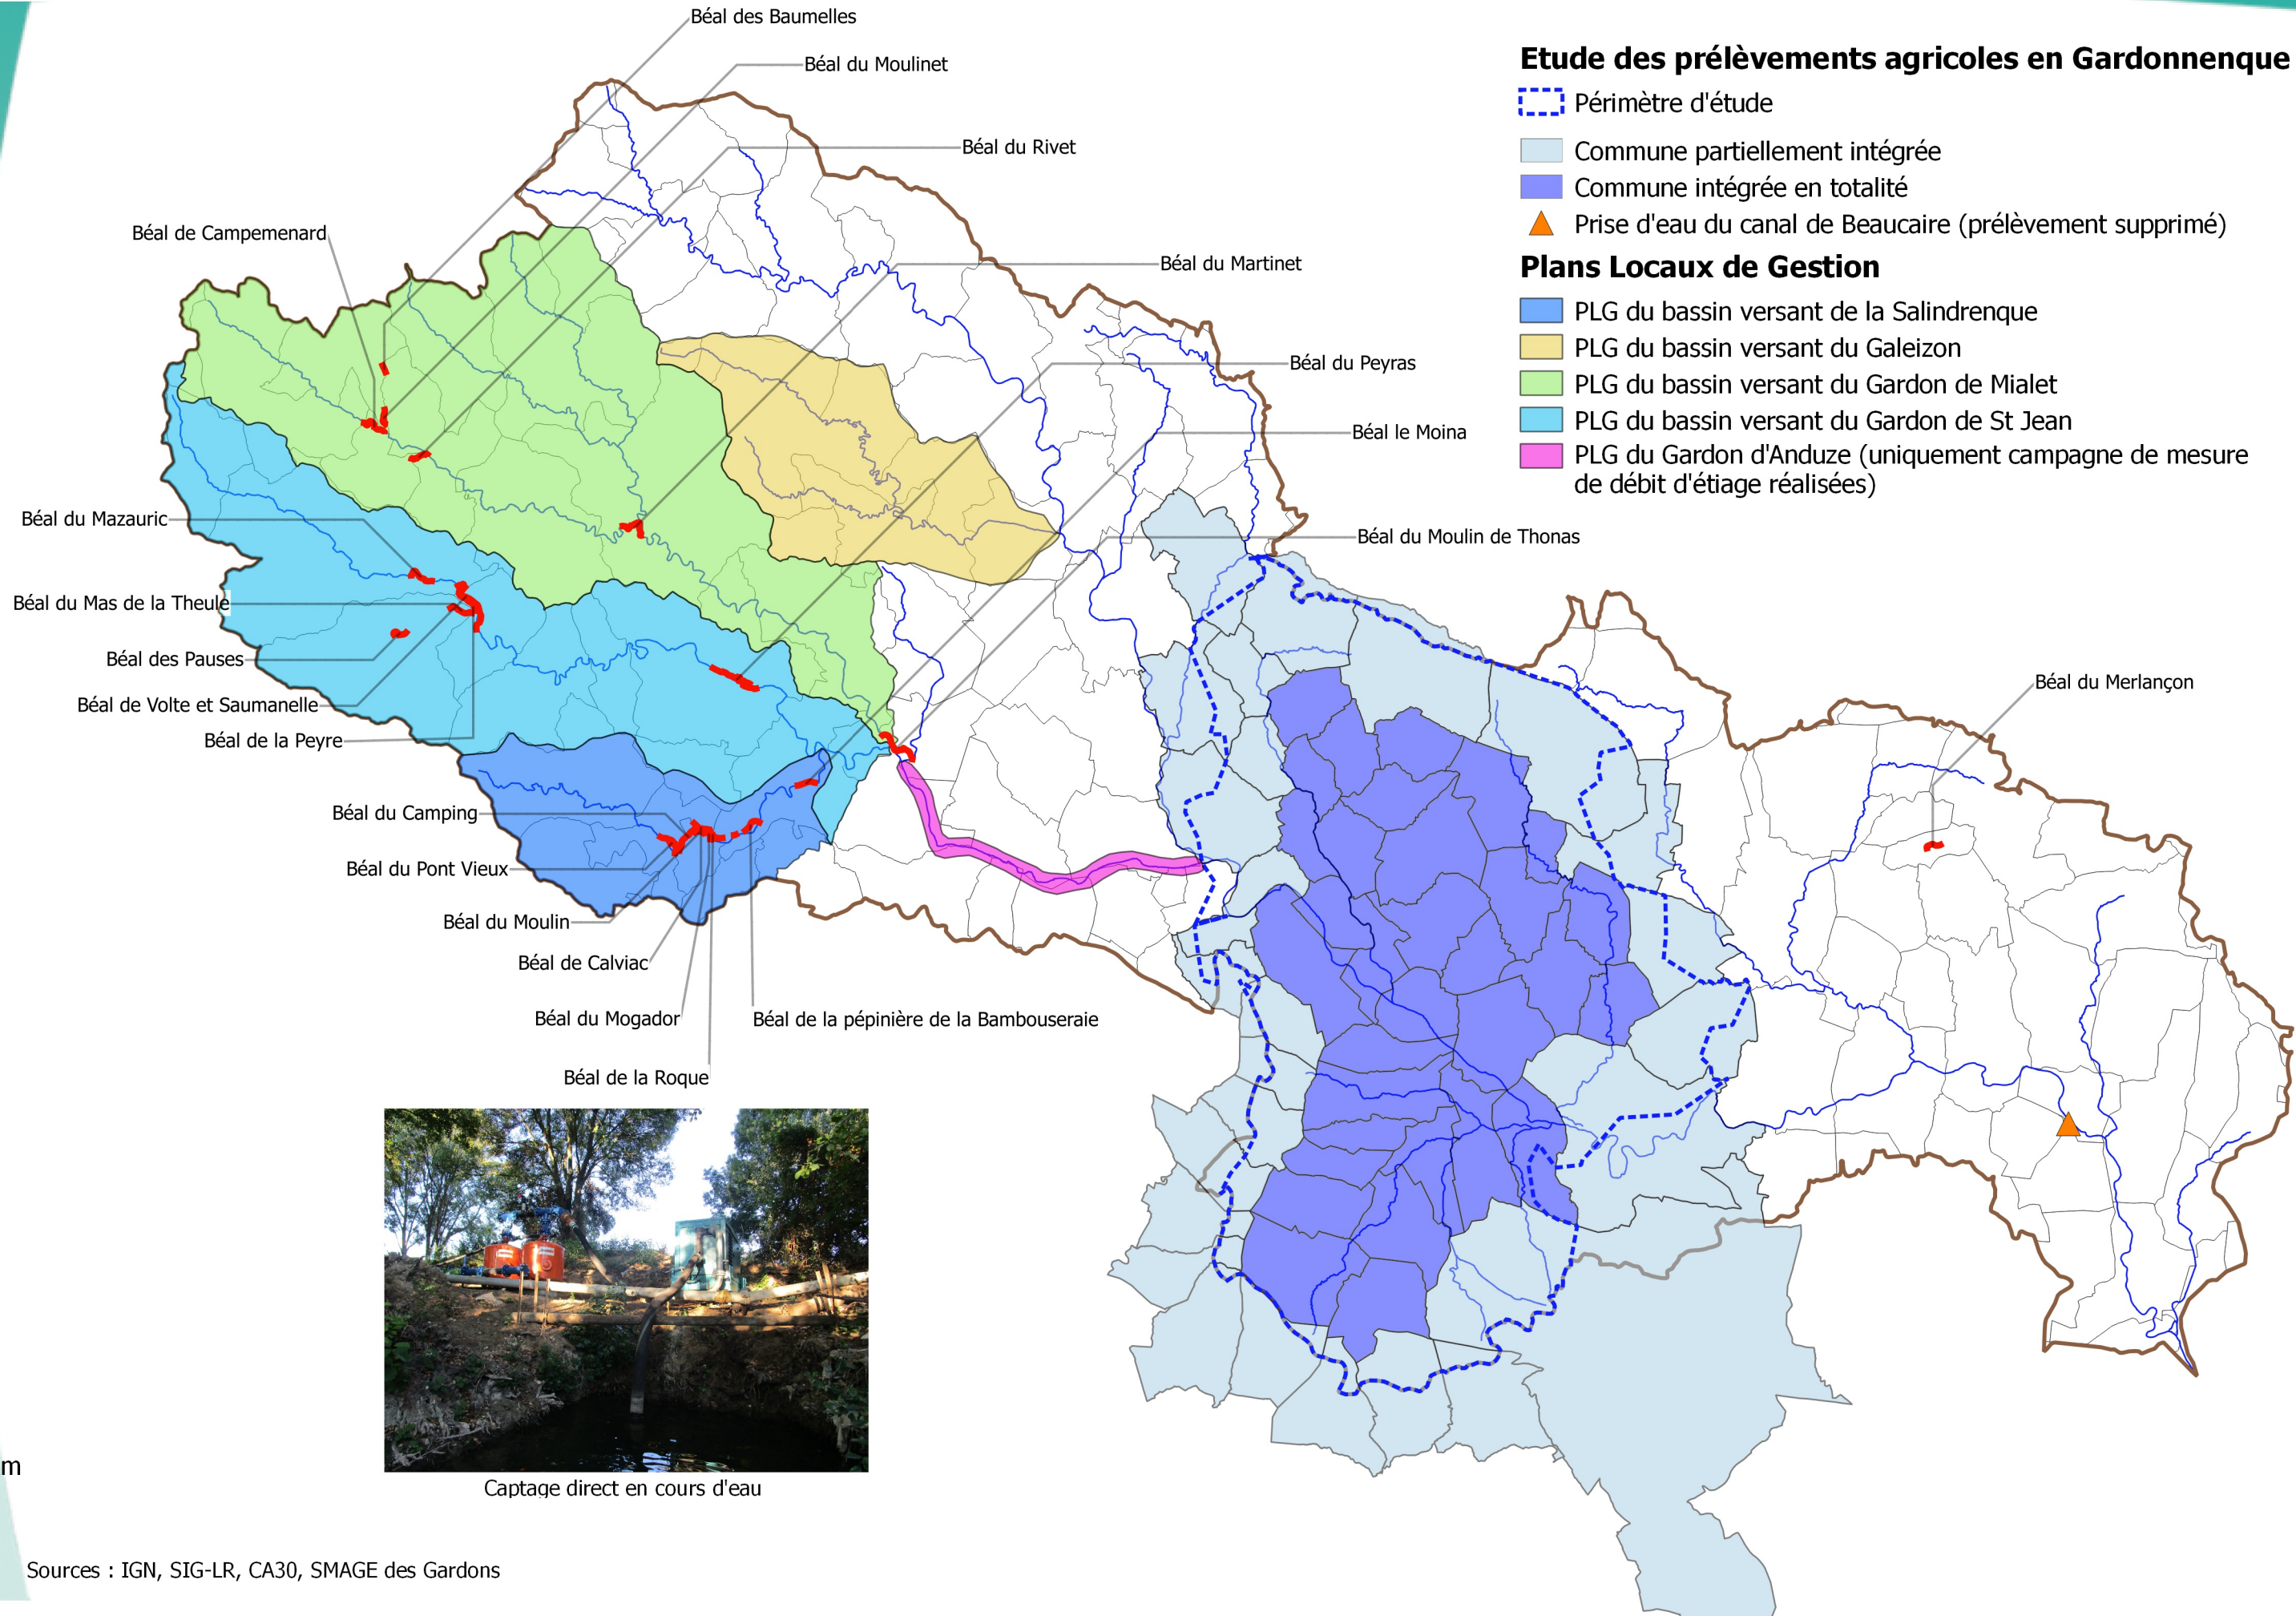 Béal des Baumelles
Béal du Moulinet
Béal du Rivet
Béal de Campemenard
Béal du Martinet
Béal du Peyras
Béal le Moina
Béal du Moulin de Thonas
Béal du Mazauric
Béal du Mas de la Theule
Béal des Pauses
Béal de Volte et Saumanelle
Béal de la Peyre
Béal du Camping
Béal du Pont Vieux
Béal du Moulin
Béal de Calviac
Béal du Mogador
Béal de la pépinière de la Bambouseraie
Béal de la Roque
Béal du Merlançon
Etude des prélèvements agricoles en Gardonnenque
Périmètre d'étude
Commune partiellement intégrée
Commune intégrée en totalité
Prise d'eau du canal de Beaucaire (prélèvement supprimé)
Plans Locaux de Gestion
PLG du bassin versant de la Salindrenque
PLG du bassin versant du Galeizon
PLG du bassin versant du Gardon de Mialet
PLG du bassin versant du Gardon de St Jean
PLG du Gardon d'Anduze (uniquement campagne de mesure
de débit d'étiage réalisées)
Captage direct en cours d'eau
m
Sources : IGN, SIG-LR, CA30, SMAGE des Gardons